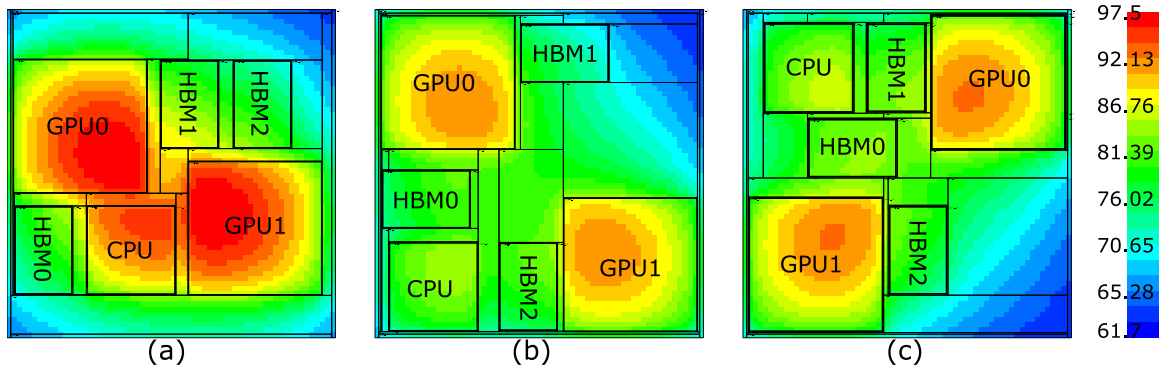 GPU0
HBM1
HBM2
HBM0
CPU
GPU1
(a)
HBM1
GPU0
HBM0
CPU
HBM2
GPU1
(b)
CPU
HBM1
GPU0
HBM0
GPU1
HBM2
(c)
97.5
92.13
86.76
81.39
76.02
70.65
65.28
61.7